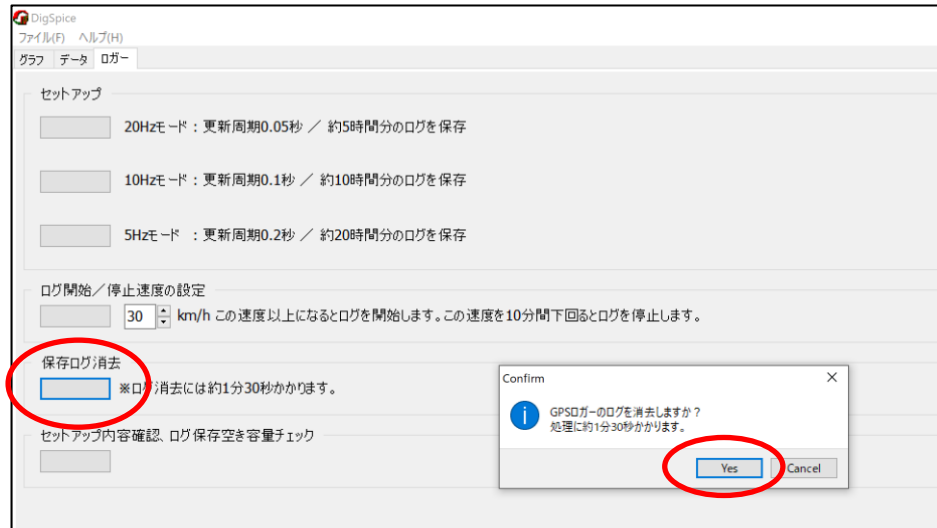 DigSpice
ファイル(F) ヘルプ(H)
グラフ データ ロガー
セットアップ
20Hzモード：更新周期0.05秒 ／ 約5時間分のログを保存
10Hzモード：更新周期0.1秒 ／ 約10時間分のログを保存
5Hzモード ：更新周期0.2秒 ／ 約20時間分のログを保存
ログ開始／停止速度の設定
30 km/h この速度以上になるとログを開始します。この速度を10分間下回るとログを停止します。
保存ログ消去
※ログ消去には約1分30秒かかります。
セットアップ内容確認、ログ保存空き容量チェック
Confirm
GPSロガーのログを消去しますか？
処理に約1分30秒かかります。
Yes Cancel